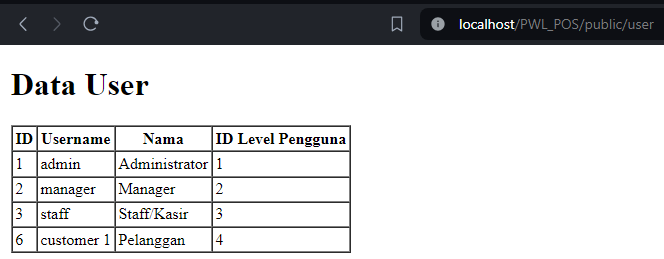 localhost/PWL_POS/public/user
Data User
ID Username Nama ID Level Pengguna
1 admin Administrator 1
2 manager Manager 2
3 staff Staff/Kasir 3
6 customer 1 Pelanggan 4